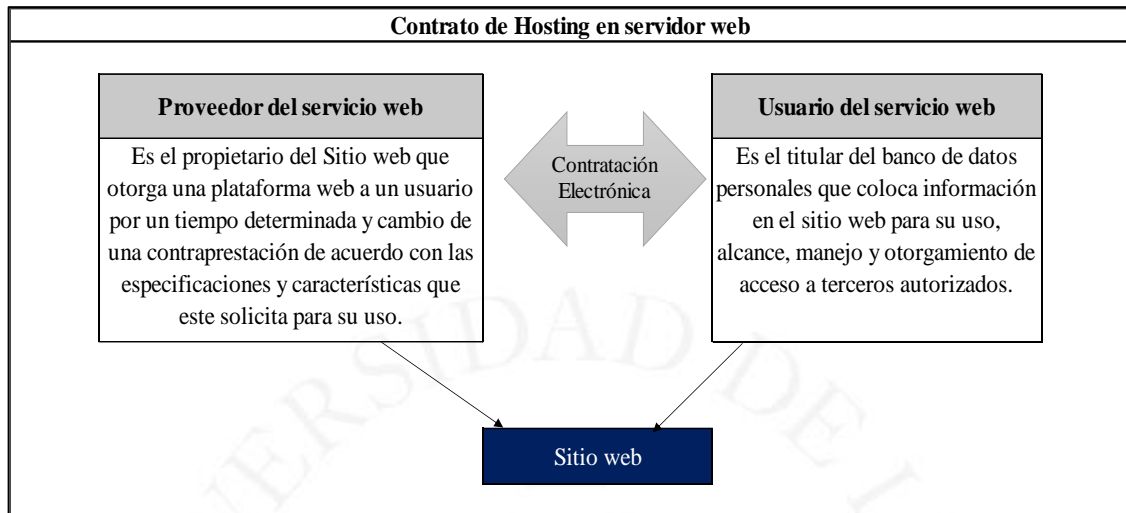 Contrato de Hosting en servidor web
Proveedor del servicio web
Es el propietario del Sitio web que
otorga una plataforma web a un usuario
por un tiempo determinada y cambio de
una contraprestación de acuerdo con las
especificaciones y características que
este solicita para su uso.
Contratación
Electrónica
Usuario del servicio web
Es el titular del banco de datos
personales que coloca información
en el sitio web para su uso,
alcance, manejo y otorgamiento de
acceso a terceros autorizados.
Sitio web
VERSIDAD DE L